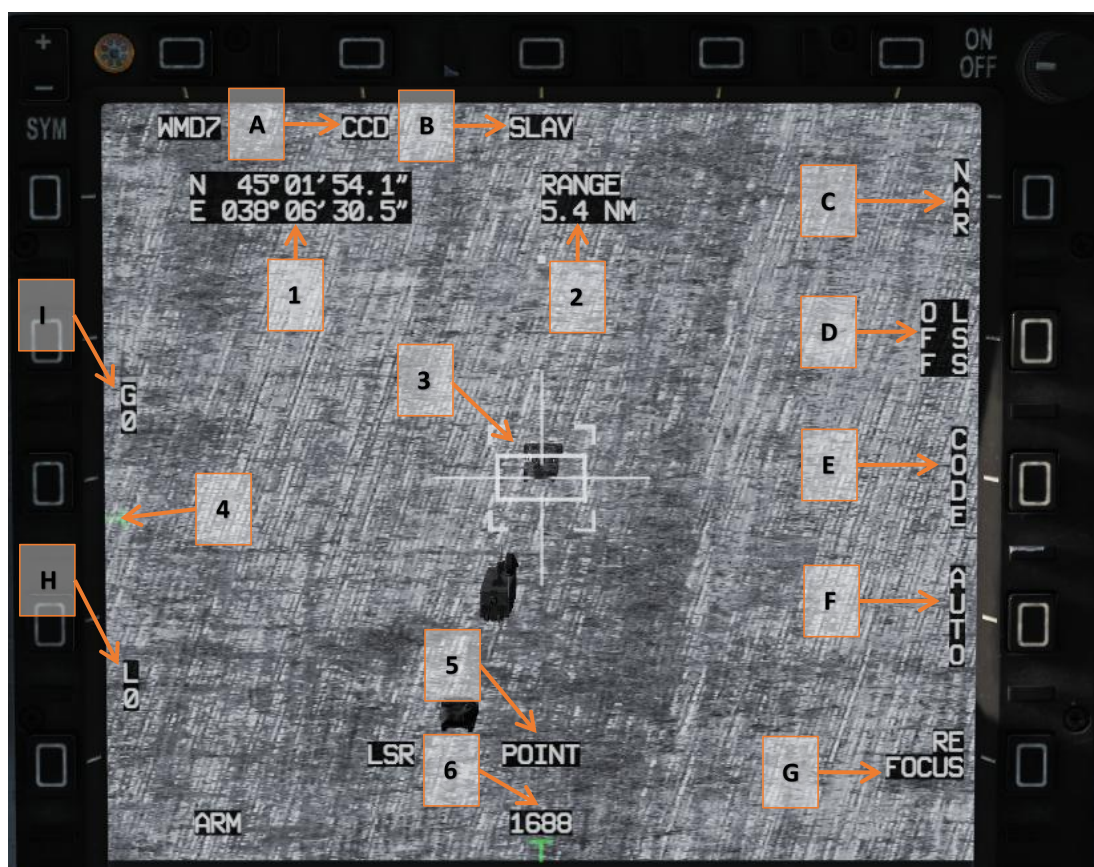 +
ON
OFF
−
SYM
WMD7 A CCD B SLAV
N 45°01'54.1"
E 038°06'30.5"
RANGE
5.4 NM
C
NAR
1
2
I
D
OFF
LSS
3
G
0
E
CODE
4
H
F
AUTO
5
L
0
LSR POINT
6
G
RE
FOCUS
ARM
1688